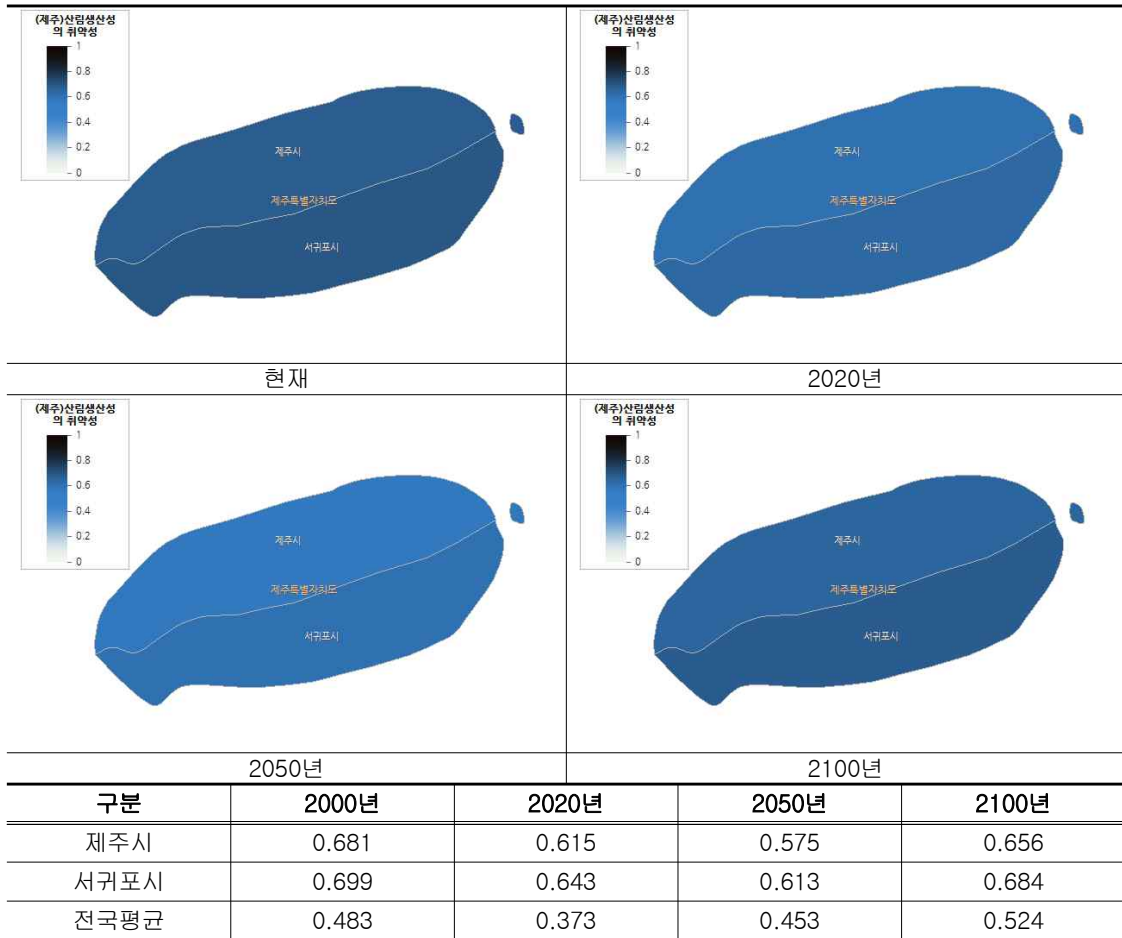 (제주)산림생산성
의 취약성
1
0.8
0.6
0.4
0.2
0
제주시
제주특별자치도
서귀포시
(제주)산림생산성
의 취약성
1
0.8
0.6
0.4
0.2
0
제주시
제주특별자치도
서귀포시
현재 2020년
(제주)산림생산성
의 취약성
1
0.8
0.6
0.4
0.2
0
제주시
제주특별자치도
서귀포시
(제주)산림생산성
의 취약성
1
0.8
0.6
0.4
0.2
0
제주시
제주특별자치도
서귀포시
2050년 2100년
구분 2000년 2020년 2050년 2100년
제주시 0.681 0.615 0.575 0.656
서귀포시 0.699 0.643 0.613 0.684
전국평균 0.483 0.373 0.453 0.524